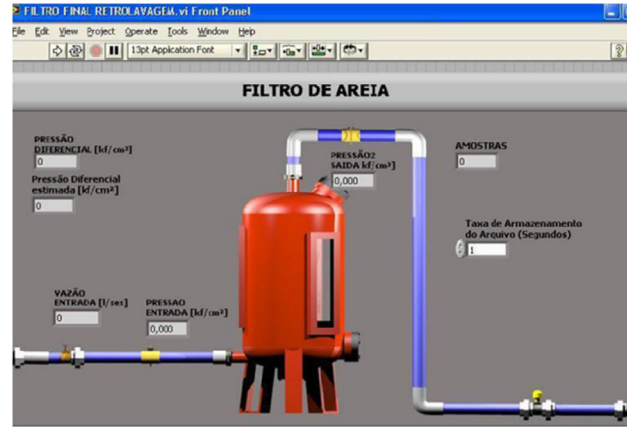 FILTRO FINAL RETROLAVAGEM.vi Front Panel
File Edit View Project Operate Tools Window Help
13pt Application Font
?
FILTRO DE AREIA
PRESSÃO
DIFERENCIAL [kf/cm²]
0
Pressão Diferencial
estimada [kf/cm²]
0
PRESSÃO2
SAIDA kf/cm²]
0,000
AMOSTRAS
0
Taxa de Armazenamento
do Arquivo (Segundos)
1
VAZÃO
ENTRADA [l/ses]
0
PRESSAO
ENTRADA [kf/cm²]
0,000